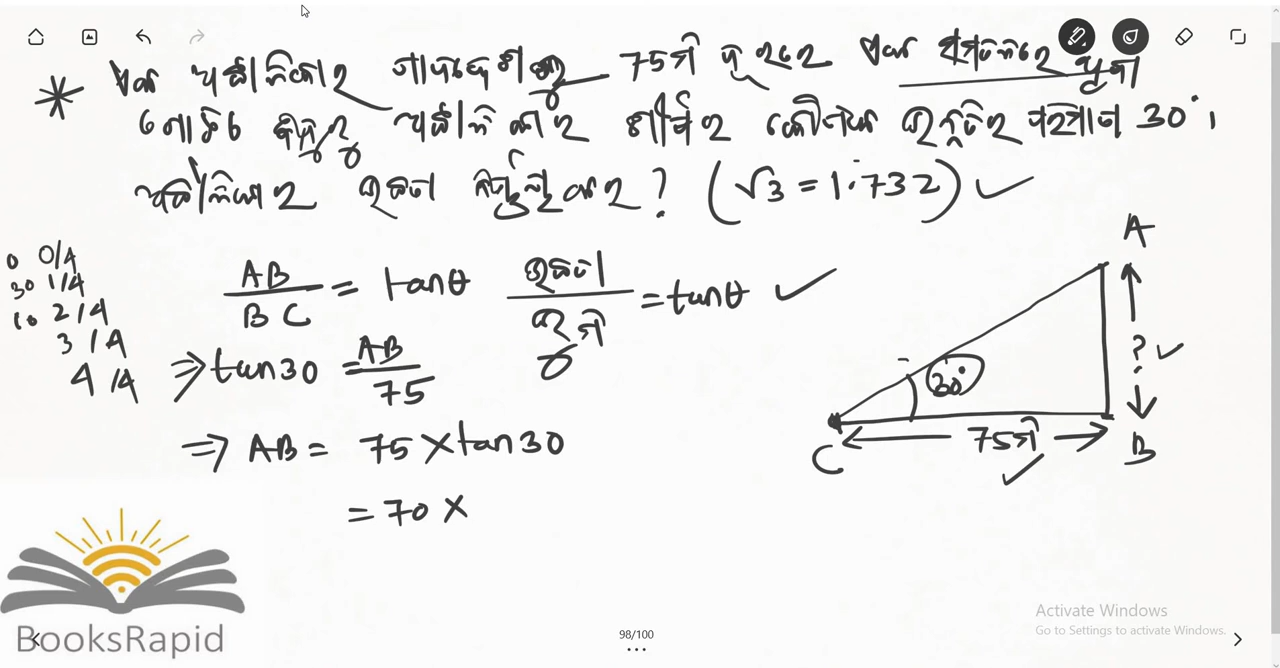 ଏକ ଅଟ୍ଟାଳିକାର ପାଦଦେଶରୁ 75ମି ଦୂରରେ ଏକ ସମତଳରେ ଥିବା
ଗୋଟିଏ ବିନ୍ଦୁରୁ ଅଟ୍ଟାଳିକାର ଶୀର୍ଷର କୌଣିକ ଉନ୍ନତିର ପରିମାଣ 30°।
ଅଟ୍ଟାଳିକାର ଉଚ୍ଚତା ନିର୍ଣ୍ଣୟ କର? (√3 = 1.732)
0 0/4
30 1/4
2/4
3/4
4/4
AB/BC = tanθ ଉଚ୍ଚତା/ଦୂରତା = tanθ
⇒ tan30 = AB/75
⇒ AB = 75 × tan30
= 70 ×
A
?
30°
C 75ମି B
BooksRapid
98/100
Activate Windows
Go to Settings to activate Windows.